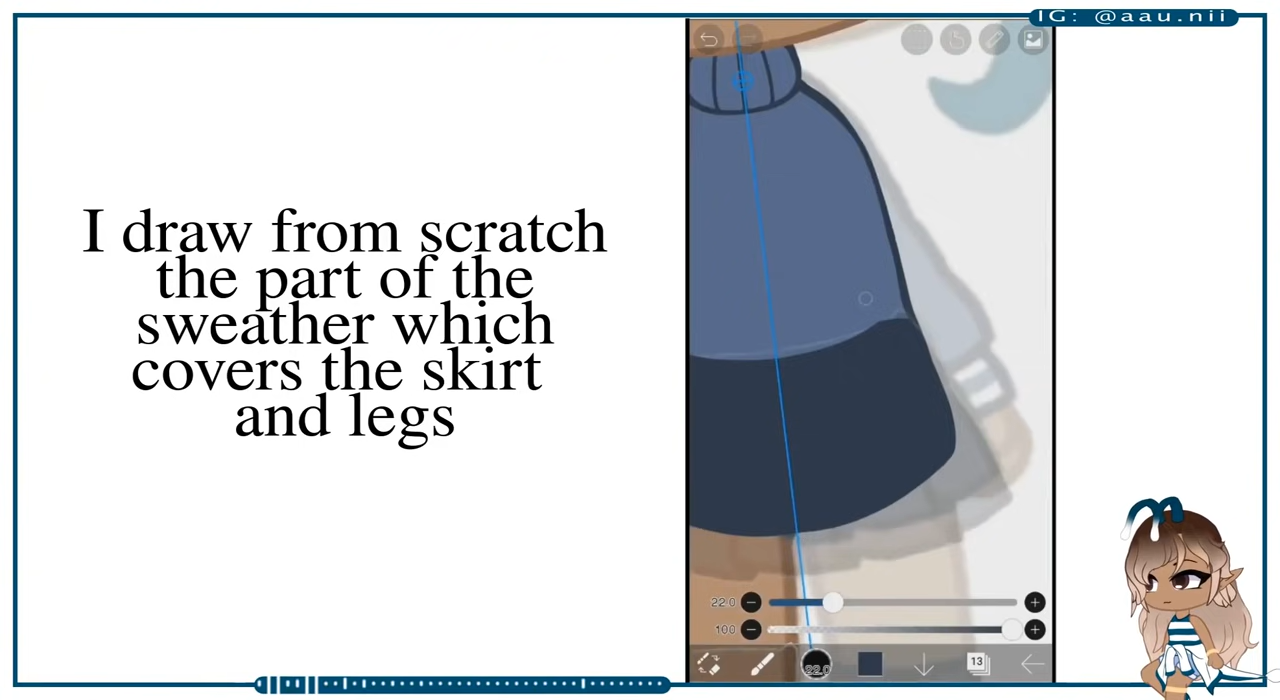 IG: @aau.nii
I draw from scratch
the part of the
sweather which
covers the skirt
and legs
22.0
100
22.0
13